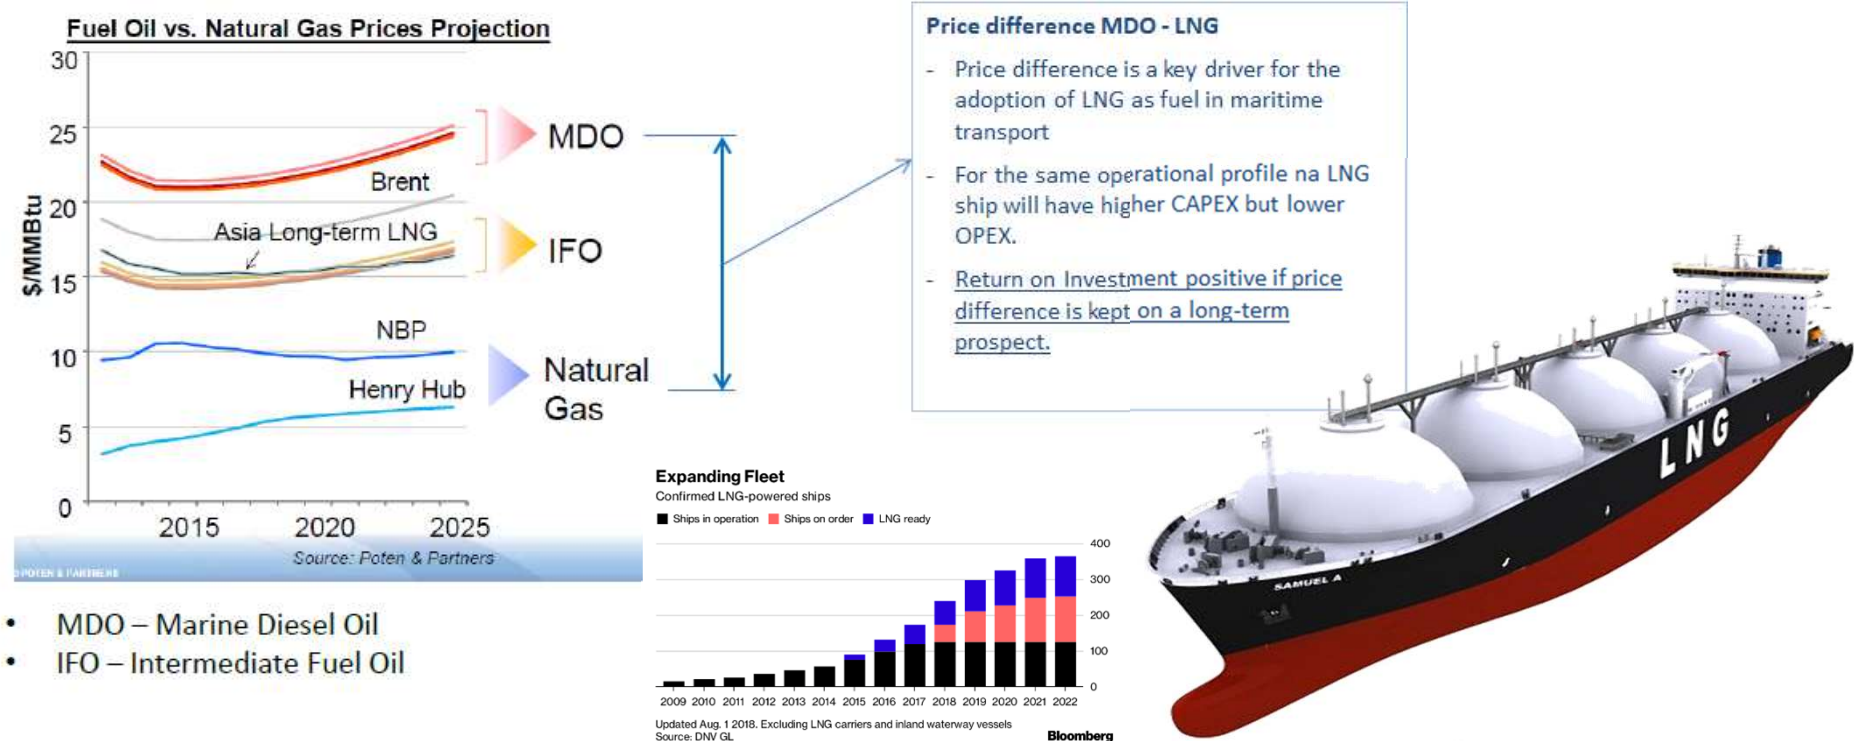 Fuel Oil vs. Natural Gas Prices Projection
30
25
20
15
10
5
0
$/MMBtu
Brent
Asia Long-term LNG
NBP
Henry Hub
2015 2020 2025
Source: Poten & Partners
POTEN & PARTNERS
MDO
IFO
Natural
Gas
Price difference MDO - LNG
- Price difference is a key driver for the
adoption of LNG as fuel in maritime
transport
- For the same operational profile na LNG
ship will have higher CAPEX but lower
OPEX.
- Return on Investment positive if price
difference is kept on a long-term
prospect.
• MDO – Marine Diesel Oil
• IFO – Intermediate Fuel Oil
Expanding Fleet
Confirmed LNG-powered ships
Ships in operation Ships on order LNG ready
400
300
200
100
0
2009 2010 2011 2012 2013 2014 2015 2016 2017 2018 2019 2020 2021 2022
Updated Aug. 1 2018. Excluding LNG carriers and inland waterway vessels
Source: DNV GL
Bloomberg
LNG
SAMUEL A